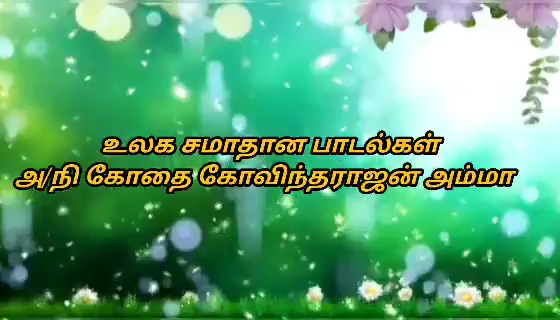 உலக சமாதான பாடல்கள்
அ/நி கோதை கோவிந்தராஜன் அம்மா